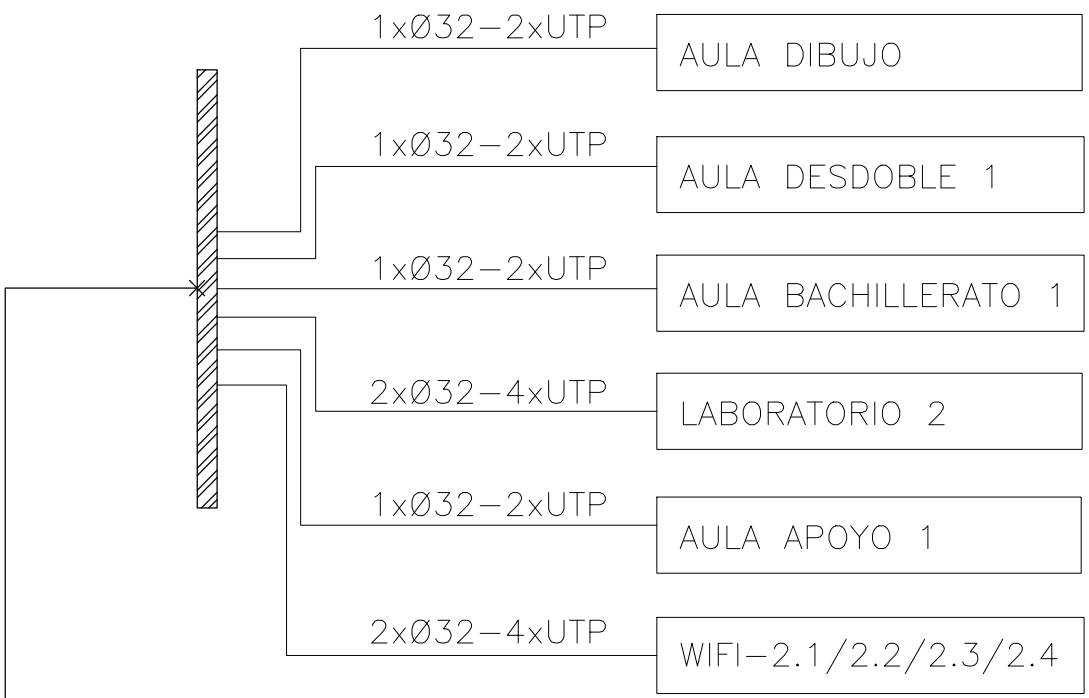 1xØ32-2xUTP
AULA DIBUJO
1xØ32-2xUTP
AULA DESDOBLE 1
1xØ32-2xUTP
AULA BACHILLERATO 1
2xØ32-4xUTP
LABORATORIO 2
1xØ32-2xUTP
AULA APOYO 1
2xØ32-4xUTP
WIFI-2.1/2.2/2.3/2.4